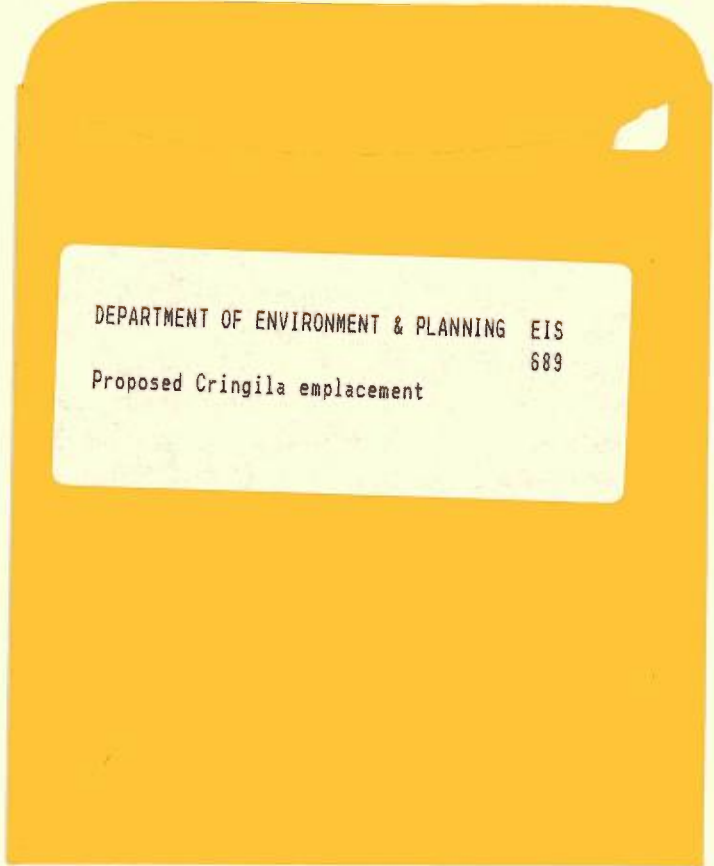 DEPARTMENT OF ENVIRONMENT & PLANNING EIS
689
Proposed Cringila emplacement